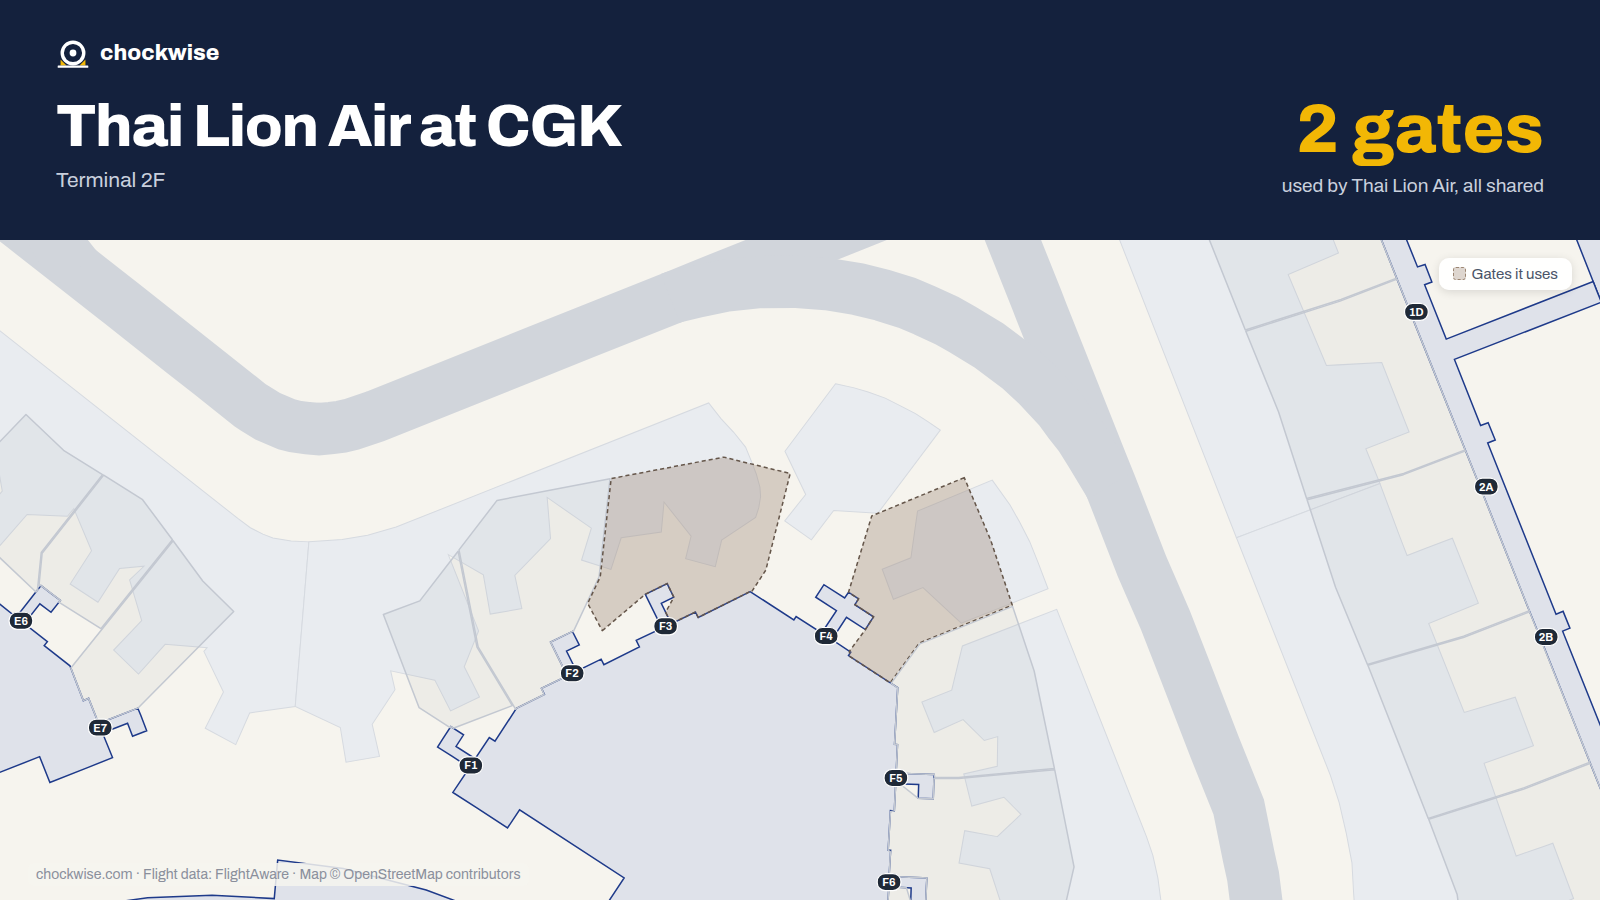 chockwise
Thai Lion Air at CGK
Terminal 2F
2 gates
used by Thai Lion Air, all shared
Gates it uses
1D
2A
2B
E6
F3
F4
F2
E7
F1
F5
F6
chockwise.com · Flight data: FlightAware · Map © OpenStreetMap contributors